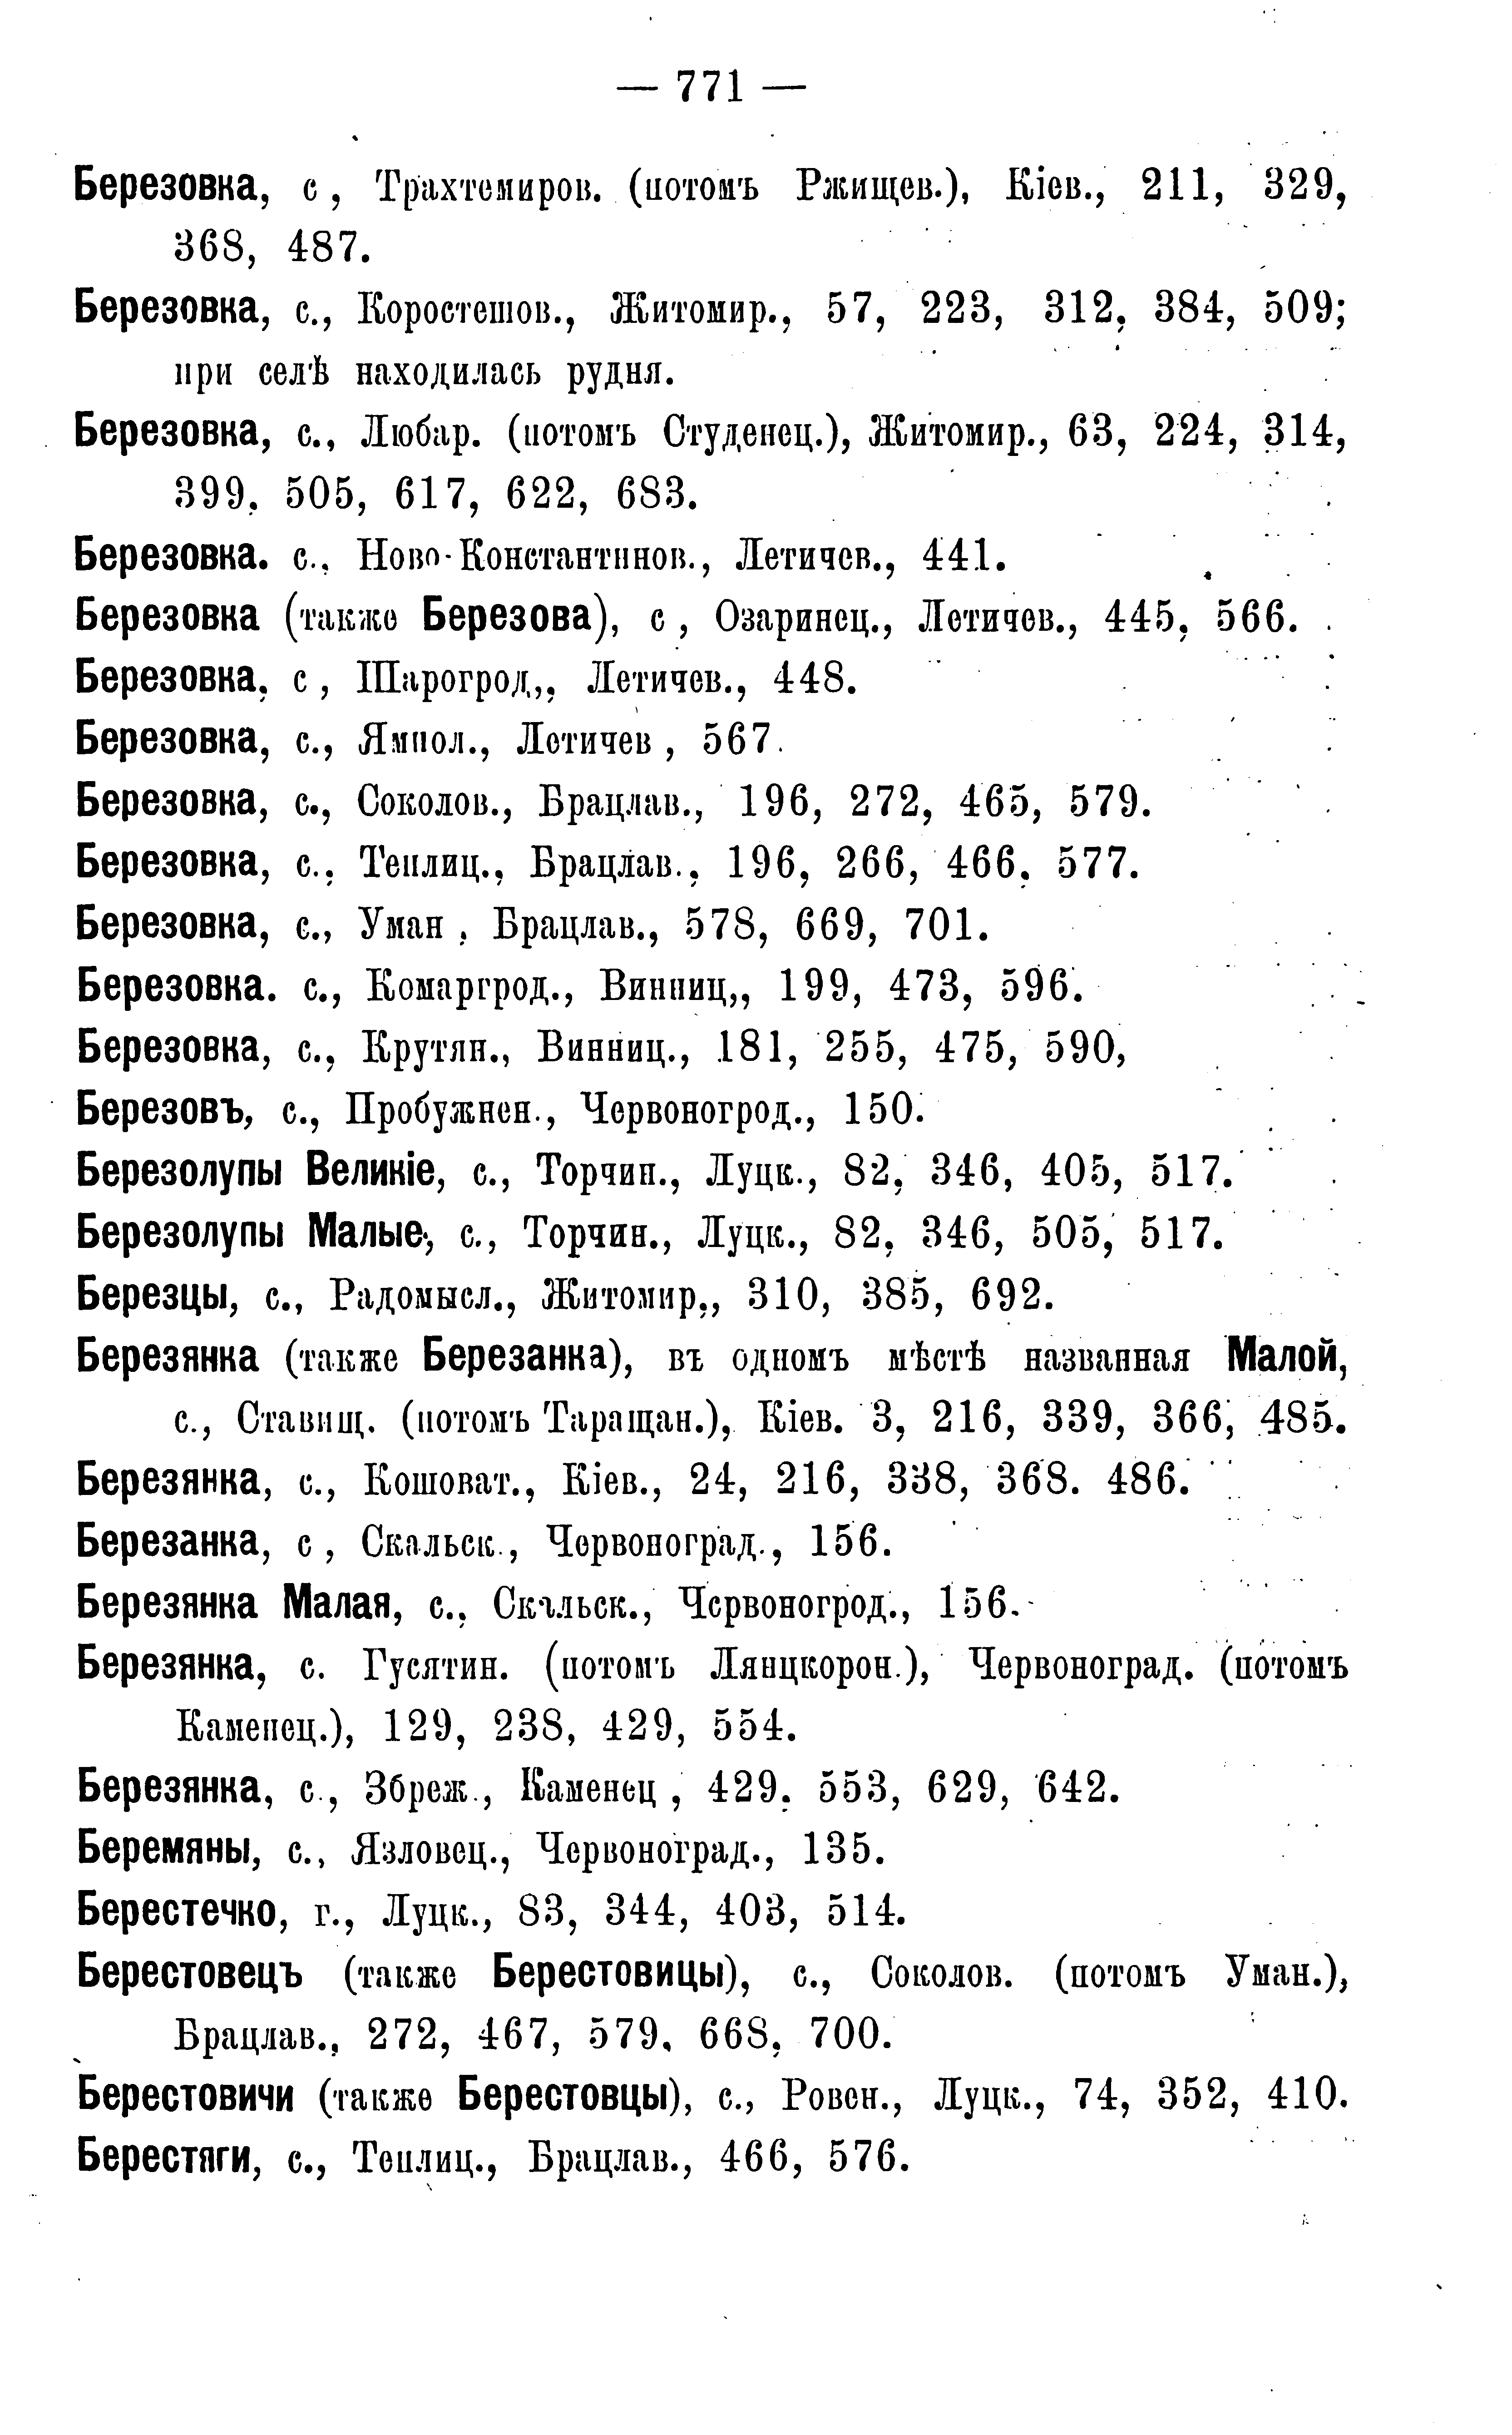 — 771 —
Березовка, с , Трахтемиров. (потомъ Ржищев.), Кіев., 211, 329,
368, 487.
Березовка, с., Коростешов., Житомир., 57, 223, 312, 384, 509;
при селѣ находилась рудня.
Березовка, с., Любар. (потомъ Студенец.), Житомир., 63, 224, 314,
399. 505, 617, 622, 683.
Березовка. с., Ново-Константинов., Летичев., 441.
Березовка (также Березова), с , Озаринец., Летичев., 445, 566.
Березовка, с , Шарогрод,, Летичев., 448.
Березовка, с., Ямпол., Летичев , 567.
Березовка, с., Соколов., Брацлав., 196, 272, 465, 579.
Березовка, с., Теплиц., Брацлав., 196, 266, 466, 577.
Березовка, с., Уман , Брацлав., 578, 669, 701.
Березовка. с., Комаргрод., Винниц,, 199, 473, 596.
Березовка, с., Крутян., Винниц., 181, 255, 475, 590,
Березовъ, с., Пробужнен., Червоногрод., 150.
Березолупы Великіе, с., Торчин., Луцк., 82, 346, 405, 517.
Березолупы Малые, с., Торчин., Луцк., 82, 346, 505, 517.
Березцы, с., Радомысл., Житомир,, 310, 385, 692.
Березянка (также Березанка), въ одномъ мѣстѣ названная Малой,
с., Ставищ. (потомъ Таращан.), Кіев. 3, 216, 339, 366, 485.
Березянка, с., Кошоват., Кіев., 24, 216, 338, 368. 486.
Березанка, с , Скальск., Червоноград., 156.
Березянка Малая, с., Скальск., Червоногрод., 156.
Березянка, с. Гусятин. (потомъ Лянцкорон.), Червоноград. (потомъ
Каменец.), 129, 238, 429, 554.
Березянка, с., Збреж., Каменец , 429. 553, 629, 642.
Беремяны, с., Язловец., Червоноград., 135.
Берестечко, г., Луцк., 83, 344, 403, 514.
Берестовецъ (также Берестовицы), с., Соколов. (потомъ Уман.),
Брацлав., 272, 467, 579, 668, 700.
Берестовичи (также Берестовцы), с., Ровен., Луцк., 74, 352, 410.
Берестяги, с., Теплиц., Брацлав., 466, 576.